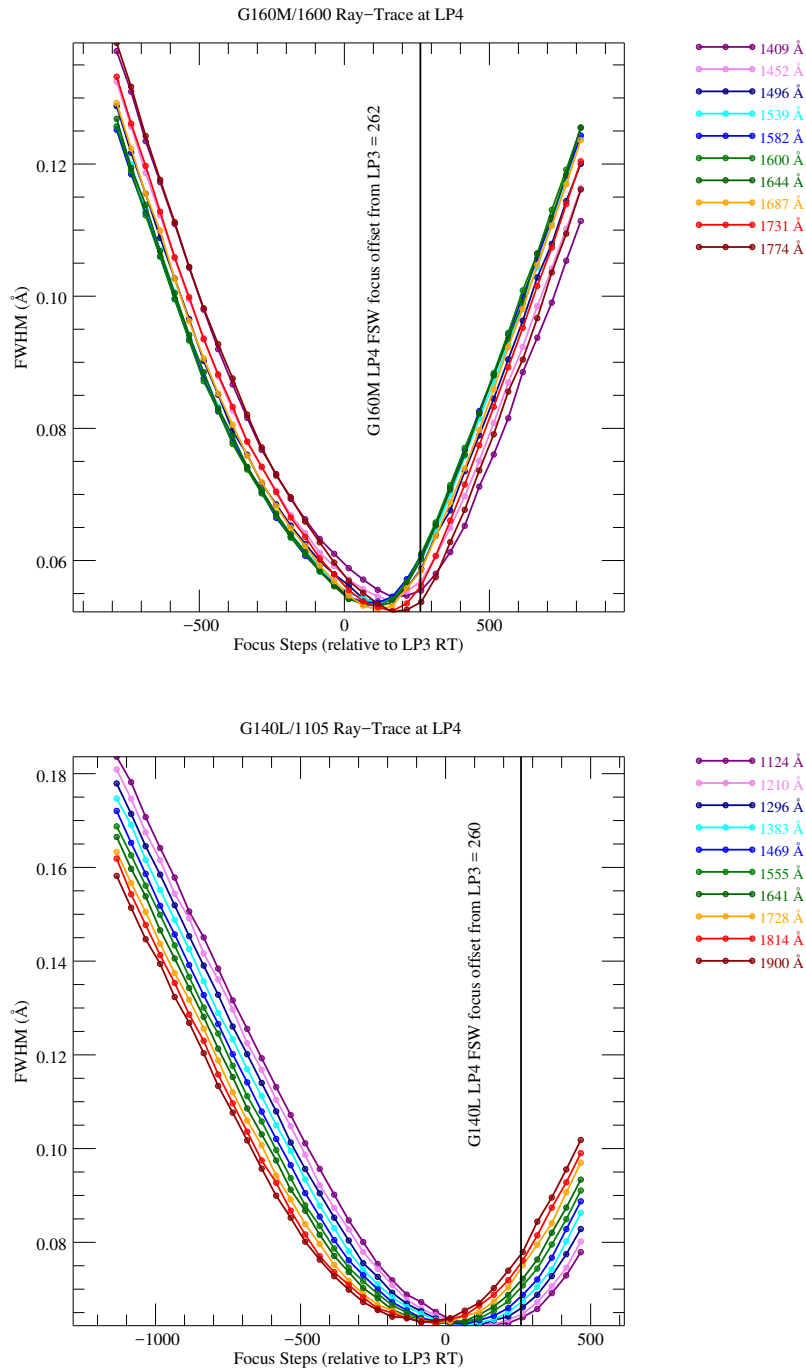 G160M/1600 Ray−Trace at LP4
FWHM (Å)
0.12
0.10
0.08
0.06
G160M LP4 FSW focus offset from LP3 = 262
−500
0
500
Focus Steps (relative to LP3 RT)
1409 Å
1452 Å
1496 Å
1539 Å
1582 Å
1600 Å
1644 Å
1687 Å
1731 Å
1774 Å
G140L/1105 Ray−Trace at LP4
FWHM (Å)
0.18
0.16
0.14
0.12
0.10
0.08
G140L LP4 FSW focus offset from LP3 = 260
−1000
−500
0
500
Focus Steps (relative to LP3 RT)
1124 Å
1210 Å
1296 Å
1383 Å
1469 Å
1555 Å
1641 Å
1728 Å
1814 Å
1900 Å